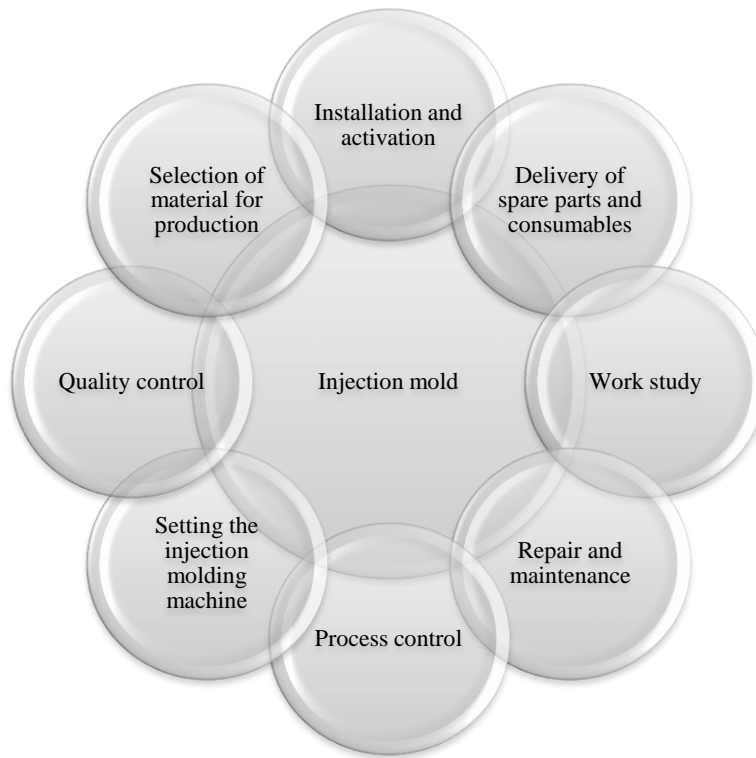 Installation and
activation
Delivery of
spare parts and
consumables
Work study
Repair and
maintenance
Process control
Setting the
injection
molding
machine
Quality control
Selection of
material for
production
Injection mold